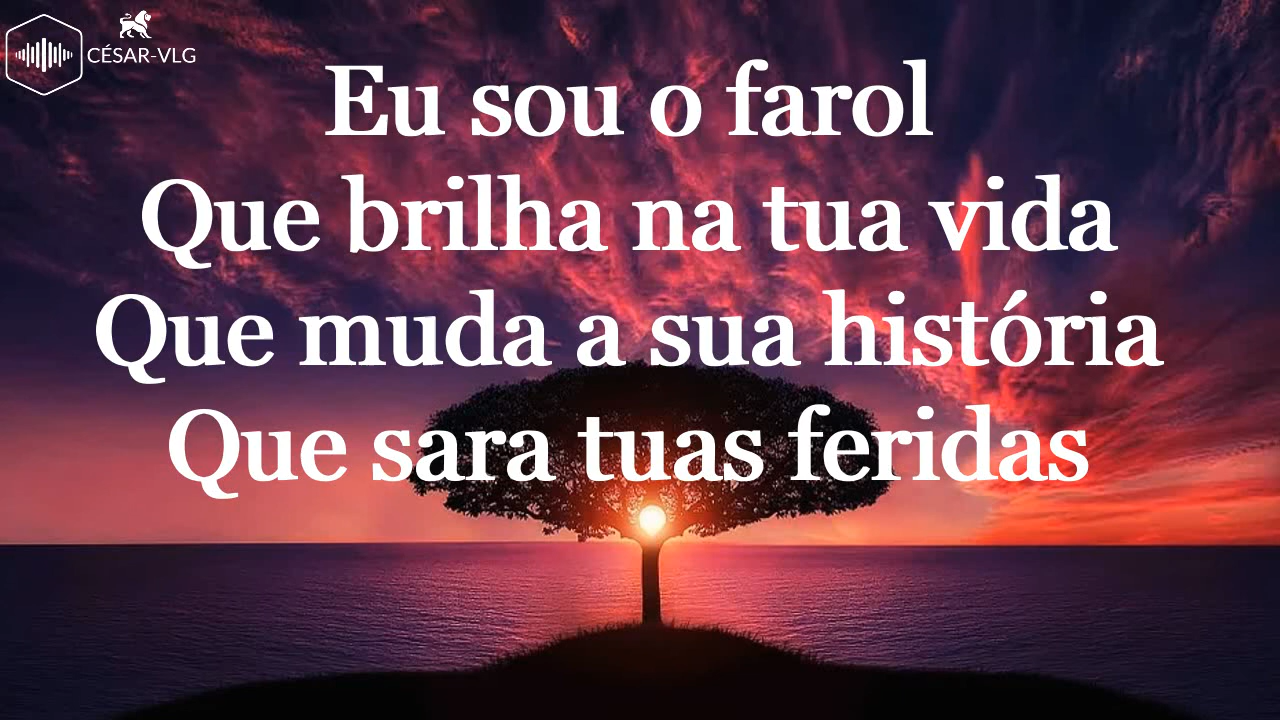 CÉSAR-VLG
Eu sou o farol
Que brilha na tua vida
Que muda a sua história
Que sara tuas feridas